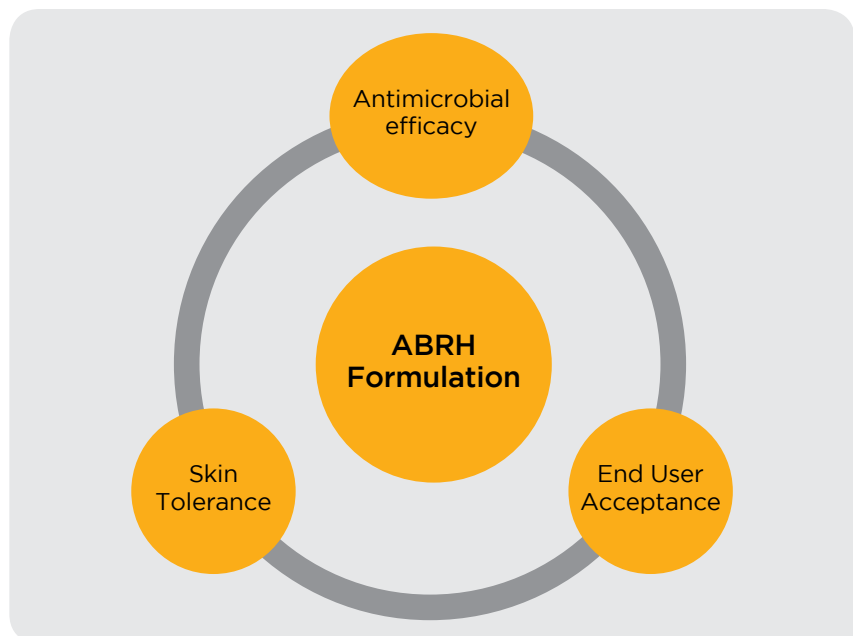 Antimicrobial
efficacy
ABRH
Formulation
Skin
Tolerance
End User
Acceptance